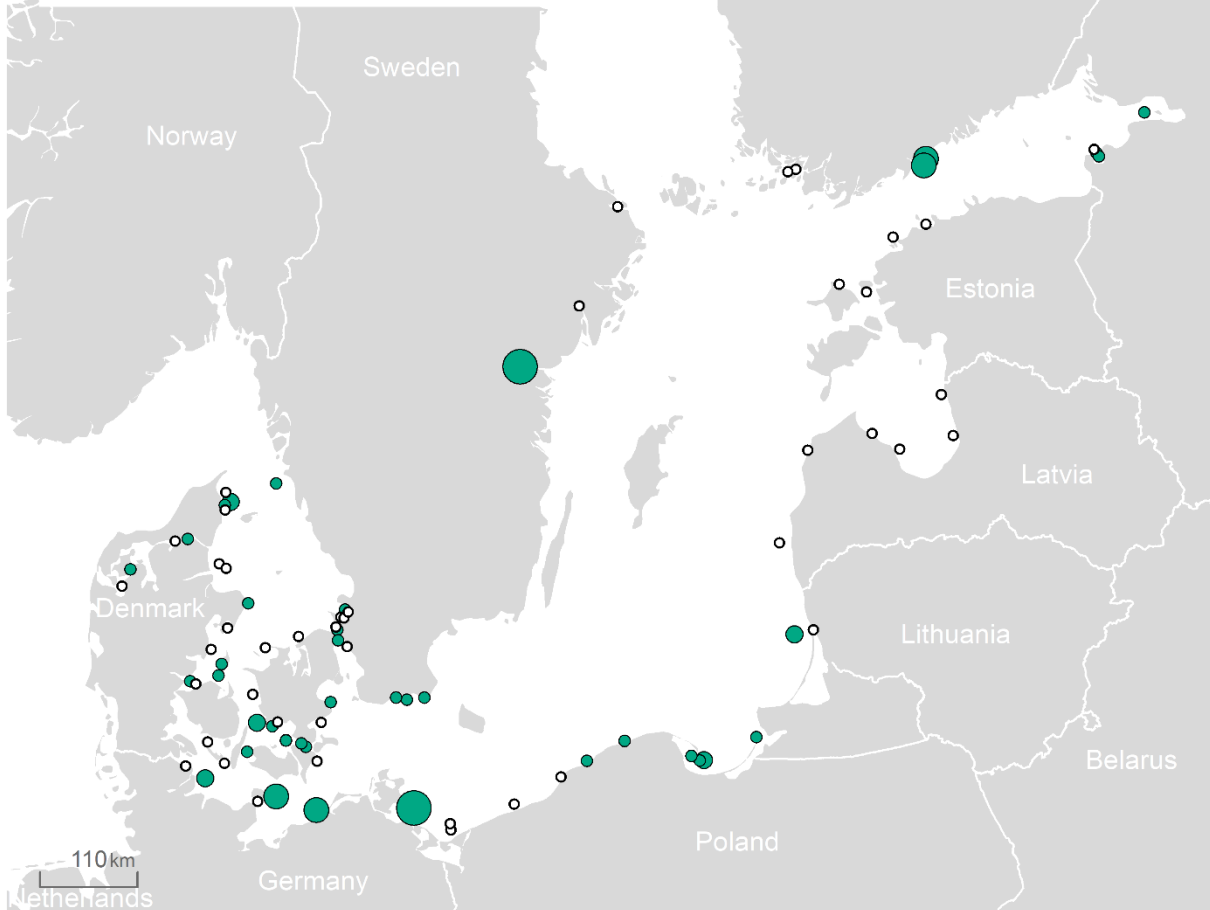 Sweden
Norway
Estonia
Latvia
Denmark
Lithuania
Belarus
Poland
110 km
Germany
Netherlands